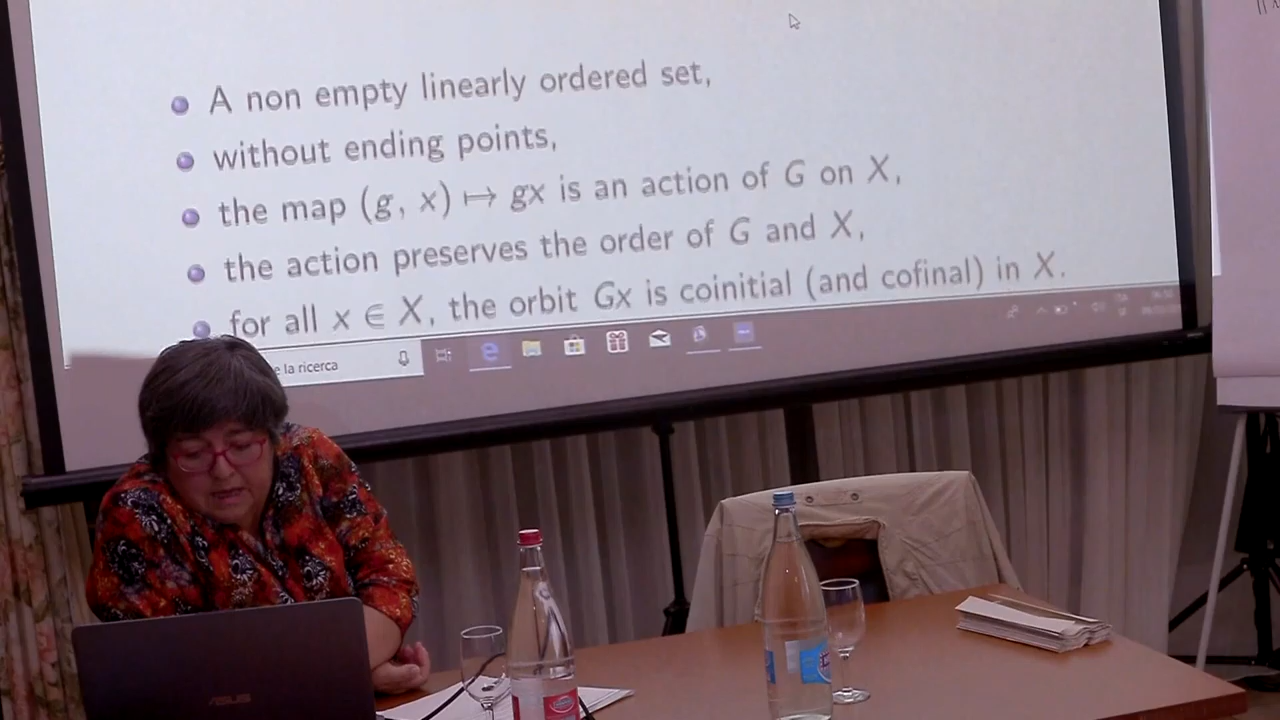 A non empty linearly ordered set,
without ending points,
the map (g, x) ↦ gx is an action of G on X,
the action preserves the order of G and X,
for all x ∈ X, the orbit Gx is coinitial (and cofinal) in X.
e la ricerca
ASUS